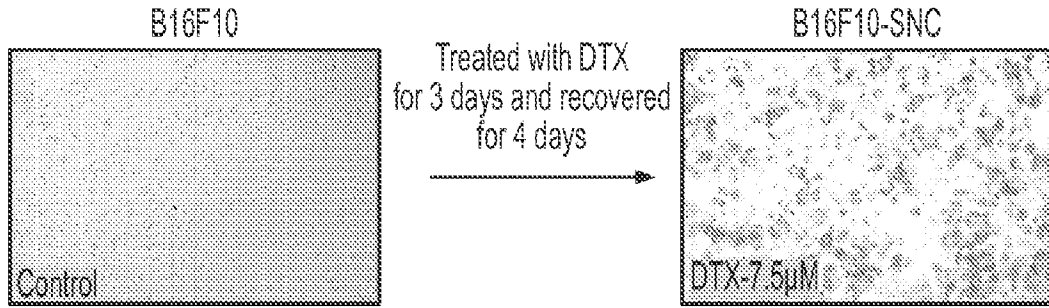 B16F10
Control
Treated with DTX
for 3 days and recovered
for 4 days
B16F10-SNC
DTX-7.5μM